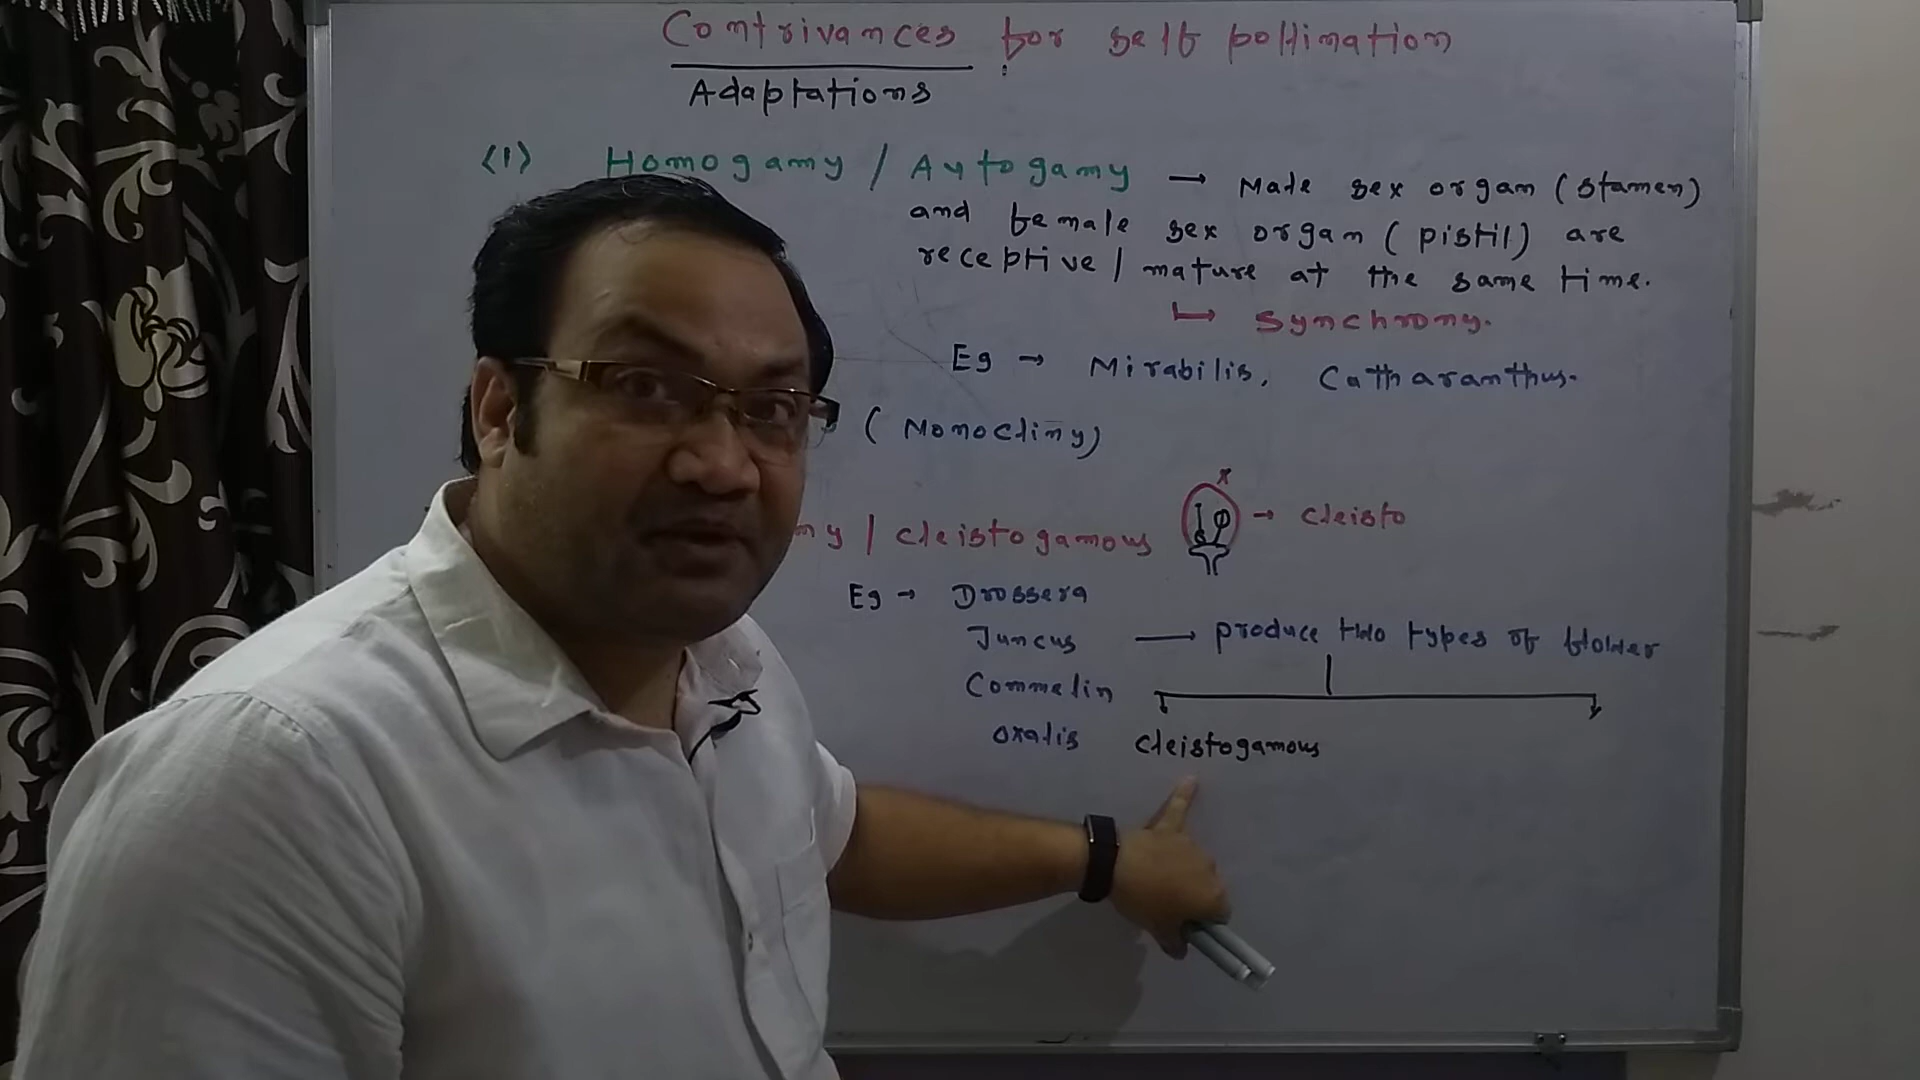 Contrivances for self pollination
Adaptations
(1) Homogamy / Autogamy → Male sex organ (stamen)
and female sex organ (pistil) are
receptive / mature at the same time.
↳ Synchrony.
Eg → Mirabilis, Catharanthus.
(Monocliny)
my / cleistogamous → cleisto
Eg → Drossera
Juncus → produce two types of flower
Commelin
oxalis cleistogamous